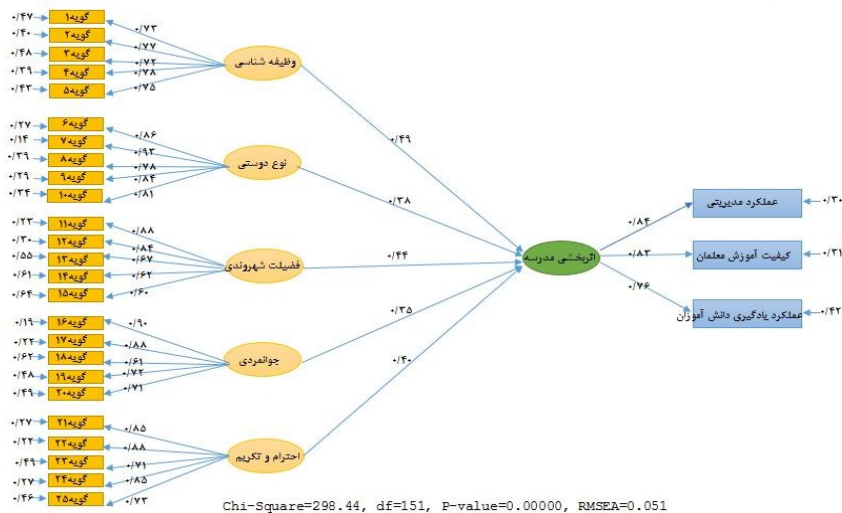 ۰/۴۷ گویه۱ ۰/۷۳
۰/۴۰ گویه۲ ۰/۷۷
۰/۴۸ گویه۳ ۰/۷۲
۰/۳۹ گویه۴ ۰/۷۸
۰/۴۳ گویه۵ ۰/۷۵
وظیفه شناسی
۰/۴۹
۰/۲۷ گویه۶ ۰/۸۶
۰/۱۴ گویه۷ ۰/۹۳
۰/۳۹ گویه۸ ۰/۷۸
۰/۲۹ گویه۹ ۰/۸۴
۰/۳۴ گویه۱۰ ۰/۸۱
نوع دوستی
۰/۳۸
۰/۲۳ گویه۱۱ ۰/۸۸
۰/۳۰ گویه۱۲ ۰/۸۴
۰/۵۵ گویه۱۳ ۰/۶۷
۰/۶۱ گویه۱۴ ۰/۶۲
۰/۶۴ گویه۱۵ ۰/۶۰
فضیلت شهروندی
۰/۴۴
۰/۱۹ گویه۱۶ ۰/۹۰
۰/۲۲ گویه۱۷ ۰/۸۸
۰/۶۲ گویه۱۸ ۰/۶۱
۰/۴۸ گویه۱۹ ۰/۷۲
۰/۴۹ گویه۲۰ ۰/۷۱
جوانمردی
۰/۳۵
۰/۲۷ گویه۲۱ ۰/۸۵
۰/۲۲ گویه۲۲ ۰/۸۸
۰/۴۹ گویه۲۳ ۰/۷۱
۰/۲۷ گویه۲۴ ۰/۸۵
۰/۴۶ گویه۲۵ ۰/۷۳
احترام و تکریم
۰/۴۰
اثربخشی مدرسه
۰/۸۴ عملکرد مدیریتی ۰/۳۰
۰/۸۳ کیفیت آموزش معلمان ۰/۳۱
۰/۷۶ عملکرد یادگیری دانش آموزان ۰/۴۲
Chi-Square=298.44, df=151, P-value=0.00000, RMSEA=0.051